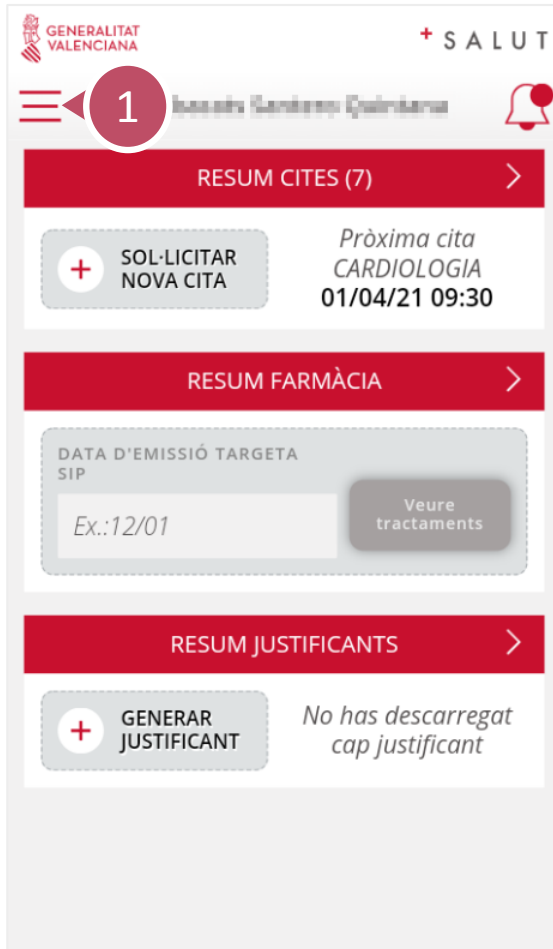 GENERALITAT
VALENCIANA
+ SALUT
1
RESUM CITES (7)
+ SOL·LICITAR
NOVA CITA
Pròxima cita
CARDIOLOGIA
01/04/21 09:30
RESUM FARMÀCIA
DATA D'EMISSIÓ TARGETA
SIP
Ex.:12/01
Veure
tractaments
RESUM JUSTIFICANTS
+ GENERAR
JUSTIFICANT
No has descarregat
cap justificant